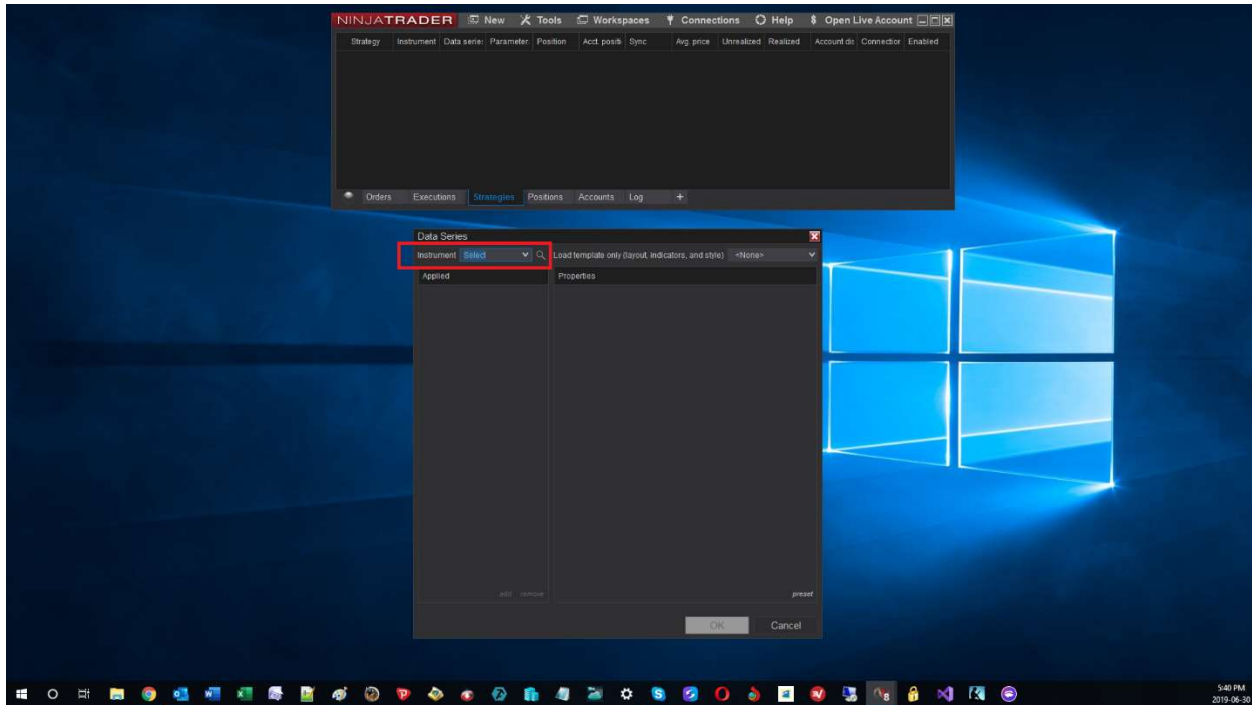 NINJATRADER New Tools Workspaces Connections Help $ Open Live Account
Strategy Instrument Data serie: Parameter: Position Acct. positi Sync Avg. price Unrealized Realized Account dis Connection Enabled
Orders Executions Strategies Positions Accounts Log +
Data Series
Instrument Select Load template only (layout, indicators, and style) <None>
Applied Properties
add remove preset
OK Cancel
5:40 PM
2019-06-30